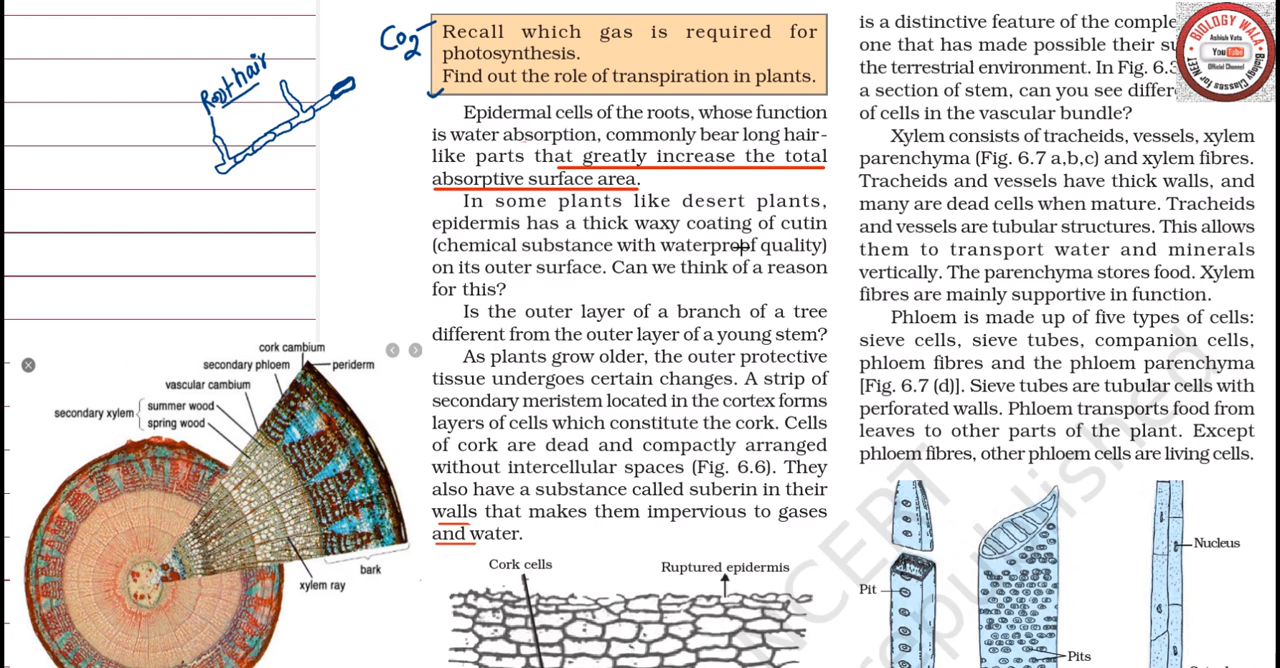 CO2
Root hair
cork cambium
secondary phloem
periderm
vascular cambium
secondary xylem
summer wood
spring wood
bark
xylem ray
Recall which gas is required for
photosynthesis.
Find out the role of transpiration in plants.
Epidermal cells of the roots, whose function
is water absorption, commonly bear long hair-
like parts that greatly increase the total
absorptive surface area.
In some plants like desert plants,
epidermis has a thick waxy coating of cutin
(chemical substance with waterproof quality)
on its outer surface. Can we think of a reason
for this?
Is the outer layer of a branch of a tree
different from the outer layer of a young stem?
As plants grow older, the outer protective
tissue undergoes certain changes. A strip of
secondary meristem located in the cortex forms
layers of cells which constitute the cork. Cells
of cork are dead and compactly arranged
without intercellular spaces (Fig. 6.6). They
also have a substance called suberin in their
walls that makes them impervious to gases
and water.
Cork cells
Ruptured epidermis
is a distinctive feature of the comple
one that has made possible their su
the terrestrial environment. In Fig. 6.3
a section of stem, can you see differ
of cells in the vascular bundle?
Xylem consists of tracheids, vessels, xylem
parenchyma (Fig. 6.7 a,b,c) and xylem fibres.
Tracheids and vessels have thick walls, and
many are dead cells when mature. Tracheids
and vessels are tubular structures. This allows
them to transport water and minerals
vertically. The parenchyma stores food. Xylem
fibres are mainly supportive in function.
Phloem is made up of five types of cells:
sieve cells, sieve tubes, companion cells,
phloem fibres and the phloem parenchyma
[Fig. 6.7 (d)]. Sieve tubes are tubular cells with
perforated walls. Phloem transports food from
leaves to other parts of the plant. Except
phloem fibres, other phloem cells are living cells.
Pit
Pits
Nucleus
BIOLOGY WALA
Ashish Vats
YouTube
Official Channel
Biology Classes for NEET
NCERT
republished